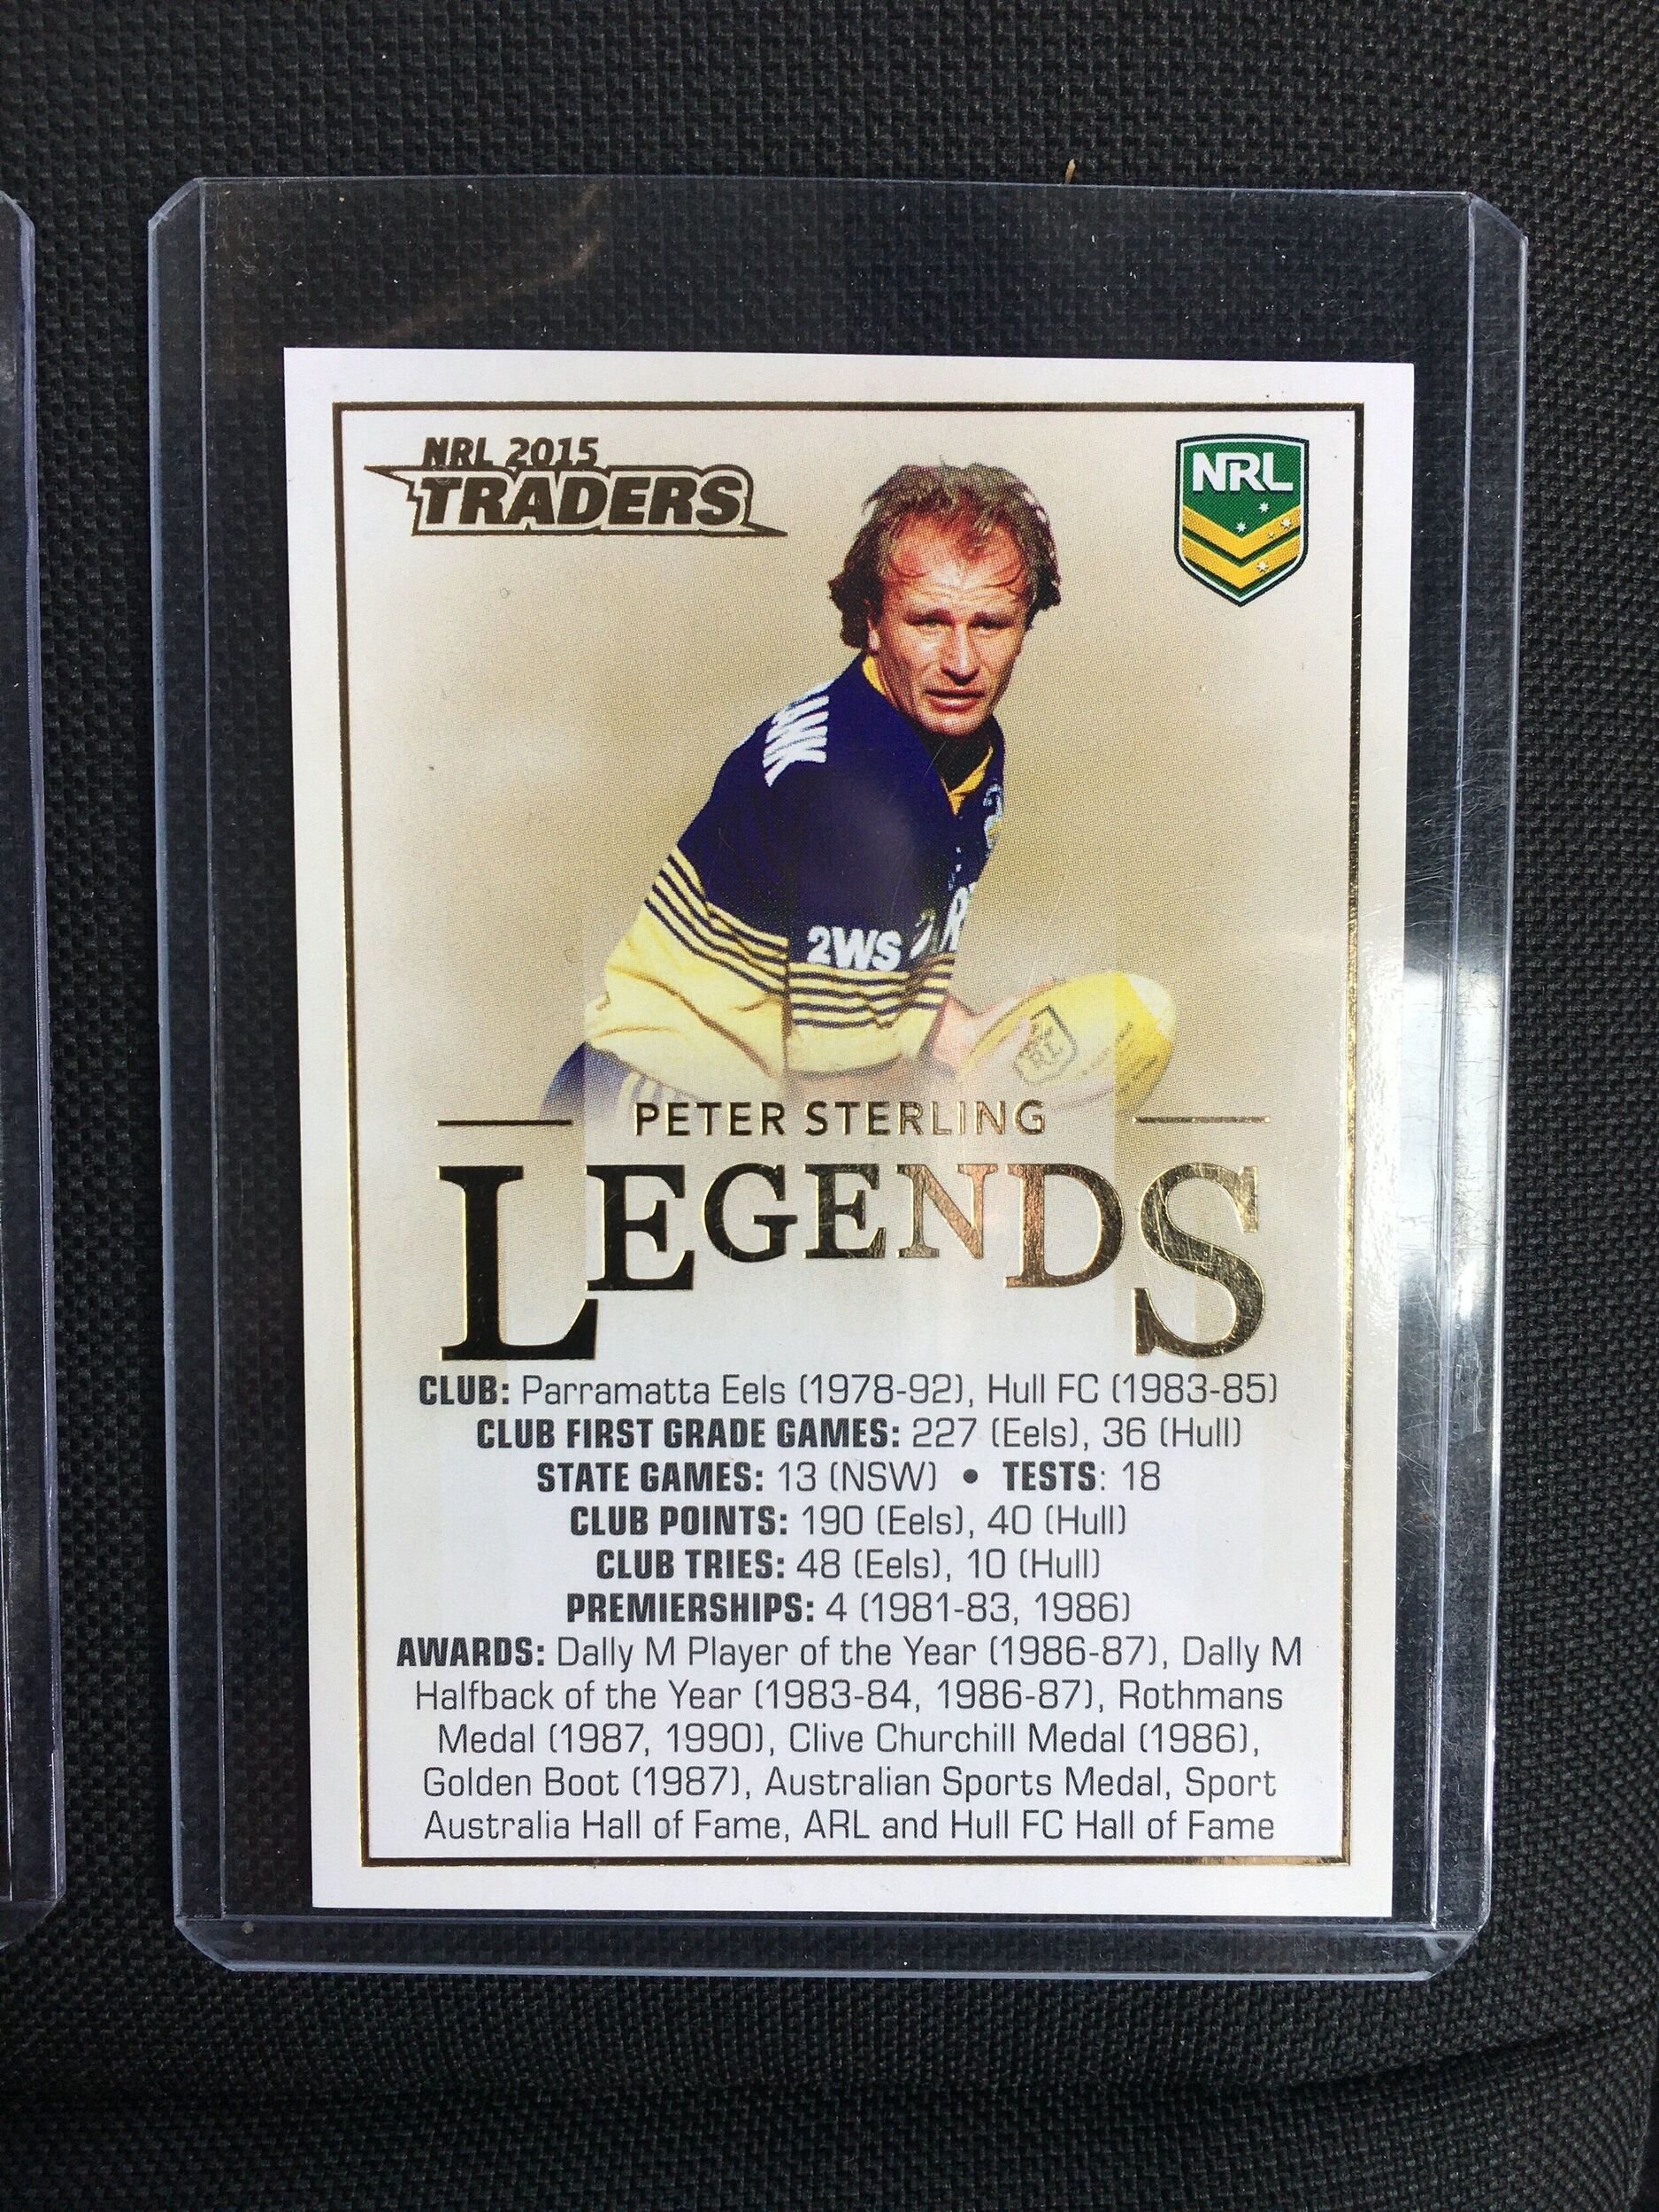 NRL 2015
TRADERS
NRL
2WS
PETER STERLING
LEGENDS
CLUB: Parramatta Eels (1978-92), Hull FC (1983-85)
CLUB FIRST GRADE GAMES: 227 (Eels), 36 (Hull)
STATE GAMES: 13 (NSW) • TESTS: 18
CLUB POINTS: 190 (Eels), 40 (Hull)
CLUB TRIES: 48 (Eels), 10 (Hull)
PREMIERSHIPS: 4 (1981-83, 1986)
AWARDS: Dally M Player of the Year (1986-87), Dally M
Halfback of the Year (1983-84, 1986-87), Rothmans
Medal (1987, 1990), Clive Churchill Medal (1986),
Golden Boot (1987), Australian Sports Medal, Sport
Australia Hall of Fame, ARL and Hull FC Hall of Fame